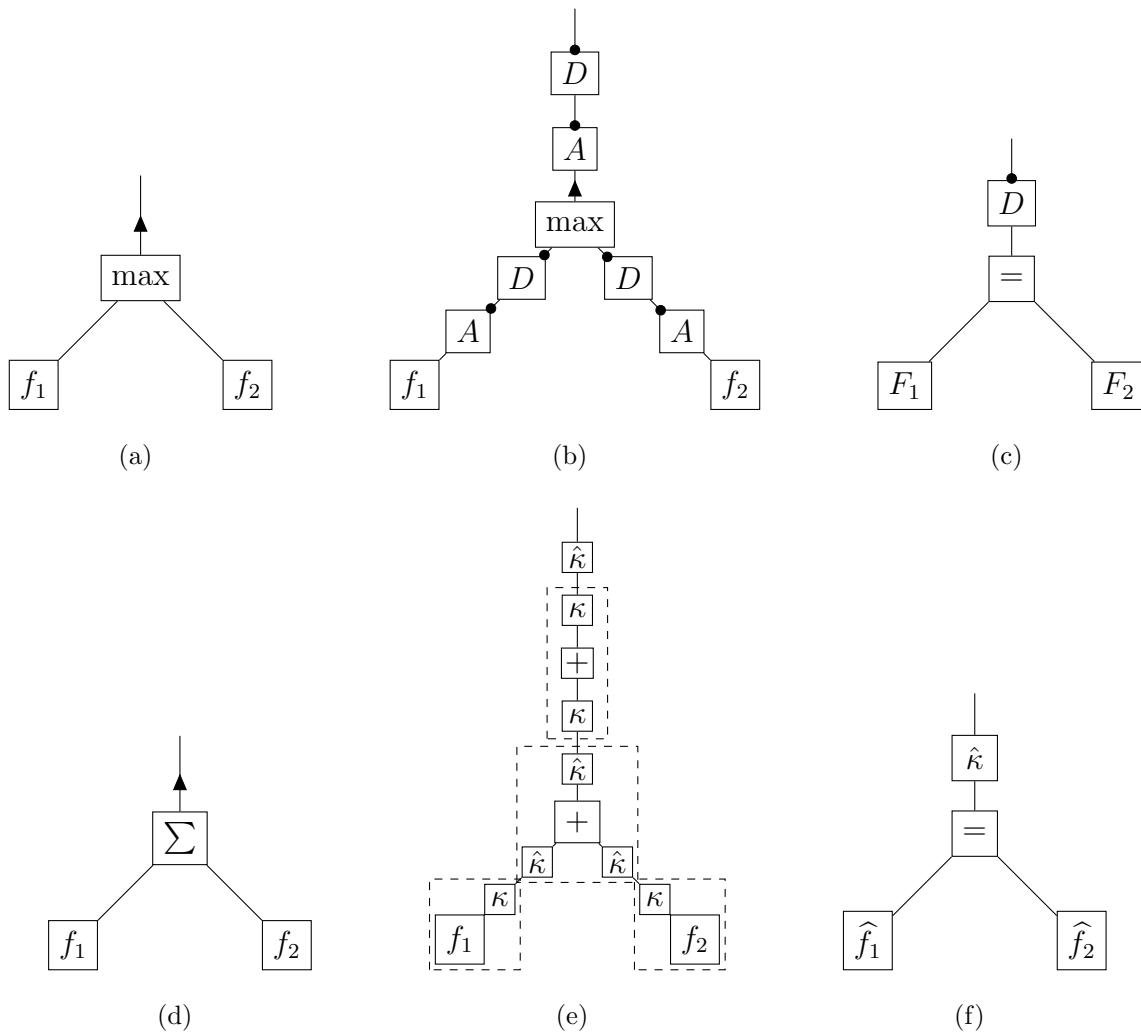 D
A
max
D
D
A
A
f₁
f₂
(b)
max
f₁
f₂
(a)
D
=
F₁
F₂
(c)
∑
f₁
f₂
(d)
κ̂
κ
+
κ
κ̂
+
κ̂
κ̂
κ
κ
f₁
f₂
(e)
κ̂
=
f̂₁
f̂₂
(f)